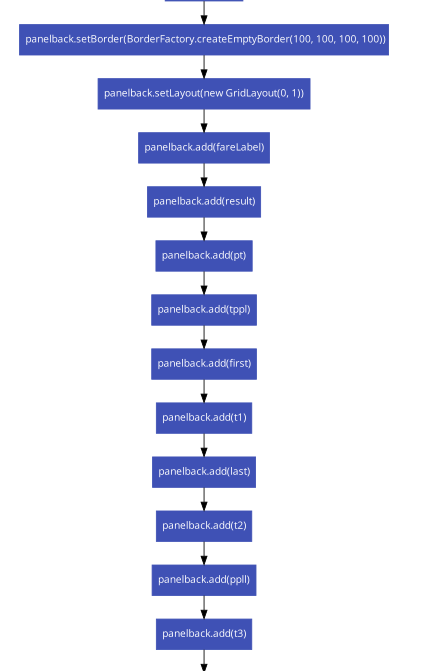 panelback.setBorder(BorderFactory.createEmptyBorder(100, 100, 100, 100))
panelback.setLayout(new GridLayout(0, 1))
panelback.add(fareLabel)
panelback.add(result)
panelback.add(pt)
panelback.add(tppl)
panelback.add(first)
panelback.add(t1)
panelback.add(last)
panelback.add(t2)
panelback.add(ppll)
panelback.add(t3)